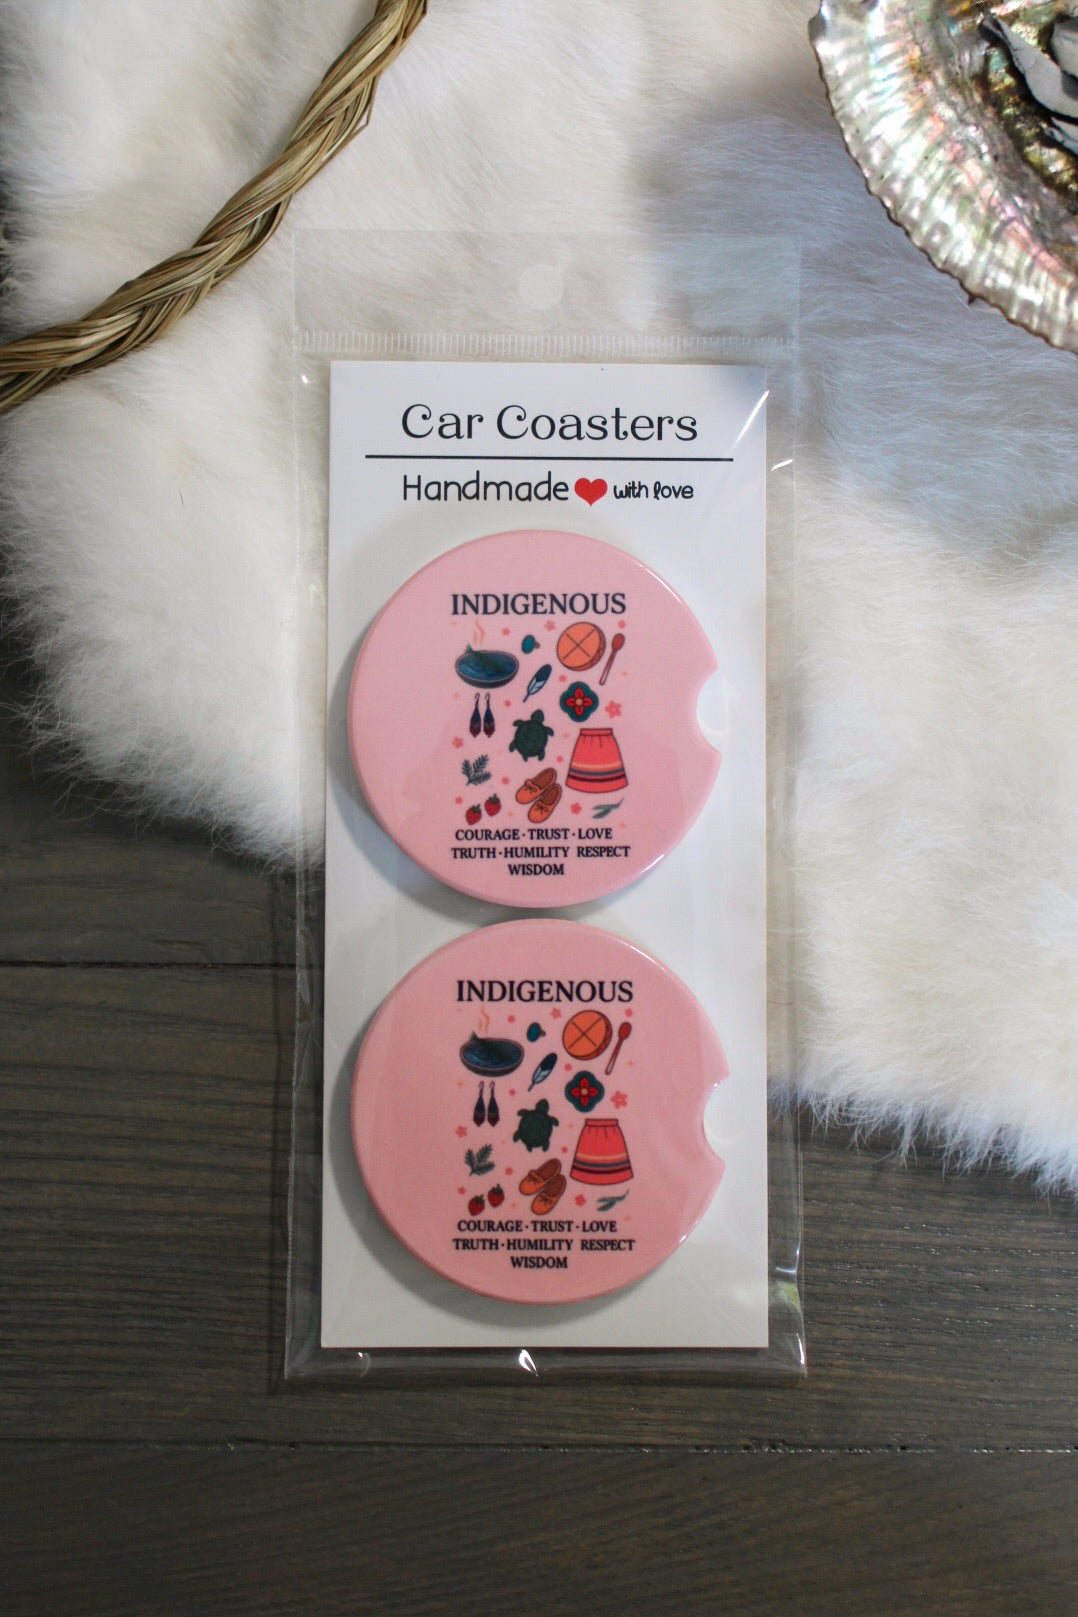 Car Coasters
Handmade with love
INDIGENOUS
COURAGE · TRUST · LOVE
TRUTH · HUMILITY RESPECT
WISDOM
INDIGENOUS
COURAGE · TRUST · LOVE
TRUTH · HUMILITY RESPECT
WISDOM